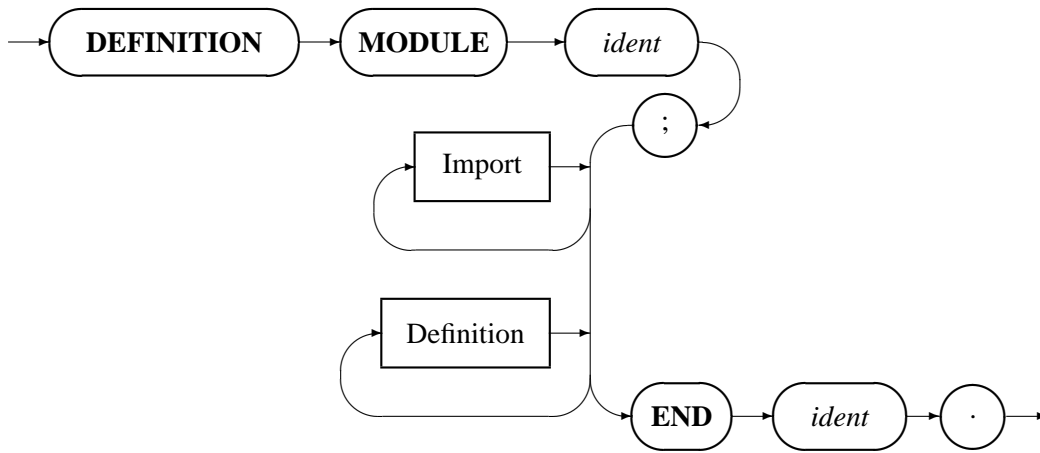 DEFINITION MODULE ident
;
Import
Definition
END ident .